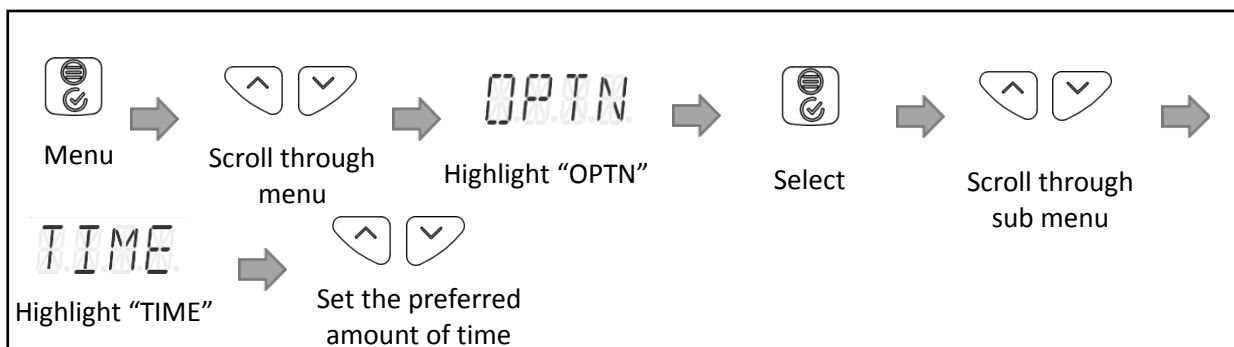 OPTN
Menu
Scroll through
menu
Highlight “OPTN”
Select
Scroll through
sub menu
TIME
Highlight “TIME”
Set the preferred
amount of time